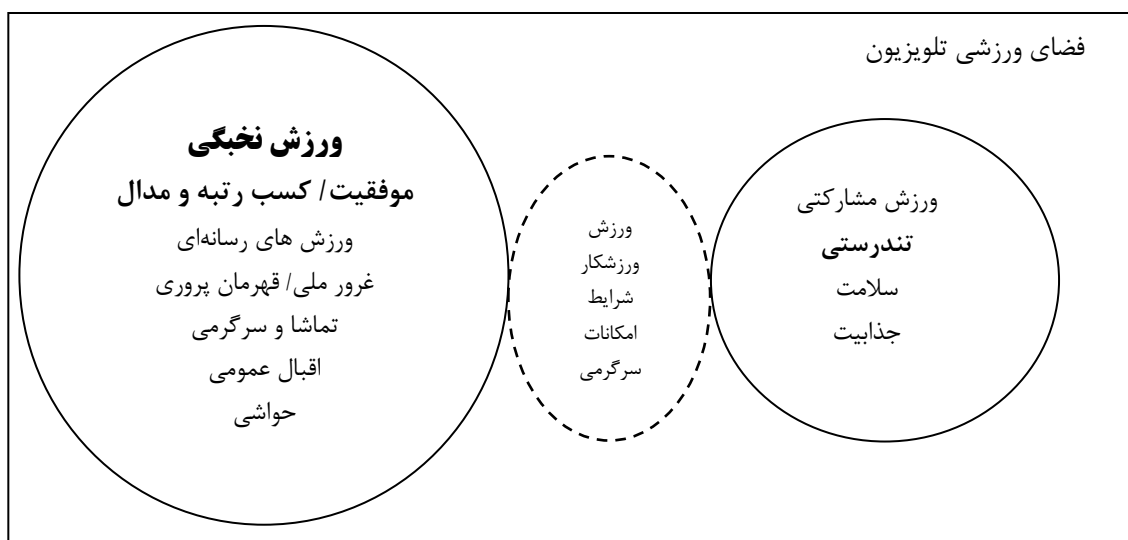 فضای ورزشی تلویزیون
ورزش مشارکتی
تندرستی
سلامت
جذابیت
ورزش
ورزشکار
شرایط
امکانات
سرگرمی
ورزش نخبگی
موفقیت/ کسب رتبه و مدال
ورزش های رسانه‌ای
غرور ملی/ قهرمان پروری
تماشا و سرگرمی
اقبال عمومی
حواشی